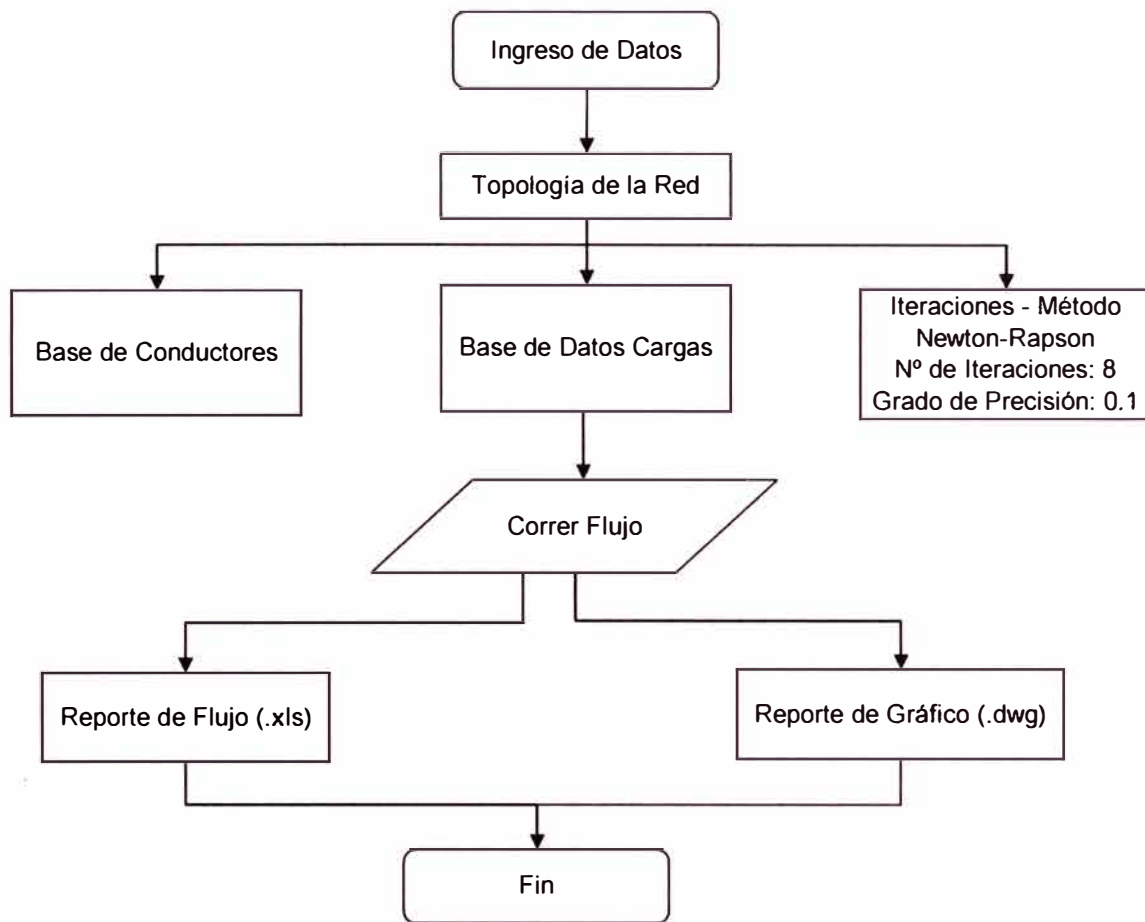 Ingreso de Datos
Topología de la Red
Base de Conductores
Base de Datos Cargas
Iteraciones - Método
Newton-Rapson
Nº de Iteraciones: 8
Grado de Precisión: 0.1
Correr Flujo
Reporte de Flujo (.xls)
Reporte de Gráfico (.dwg)
Fin